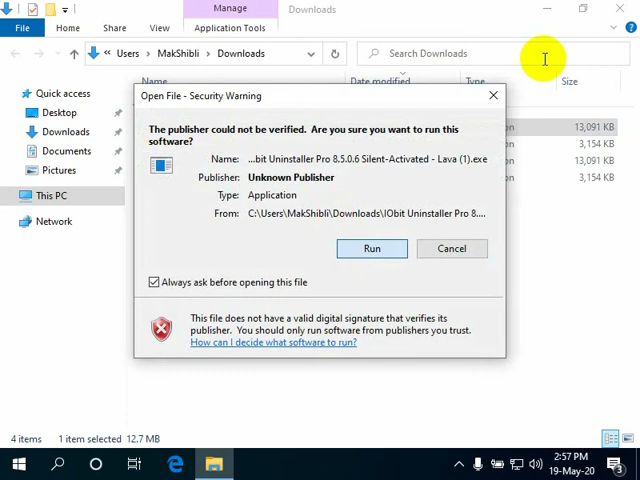 Manage
Downloads
File
Home
Share
View
Application Tools
« Users > MakShibli > Downloads
Search Downloads
Name
Date modified
Type
Size
Quick access
Desktop
Downloads
Documents
Pictures
This PC
Network
on
13,091 KB
on
3,154 KB
on
13,091 KB
on
3,154 KB
Open File - Security Warning
The publisher could not be verified. Are you sure you want to run this
software?
Name: ...bit Uninstaller Pro 8.5.0.6 Silent-Activated - Lava (1).exe
Publisher: Unknown Publisher
Type: Application
From: C:\Users\MakShibli\Downloads\IObit Uninstaller Pro 8....
Run
Cancel
Always ask before opening this file
This file does not have a valid digital signature that verifies its
publisher. You should only run software from publishers you trust.
How can I decide what software to run?
4 items
1 item selected 12.7 MB
2:57 PM
19-May-20
3